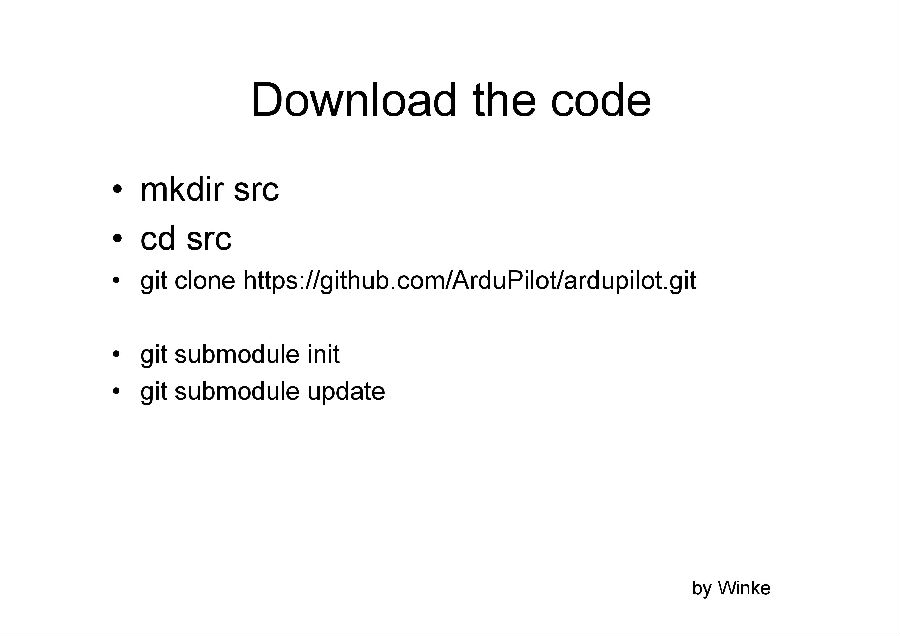 Download the code
• mkdir src
• cd src
• git clone https://github.com/ArduPilot/ardupilot.git
• git submodule init
• git submodule update
by Winke